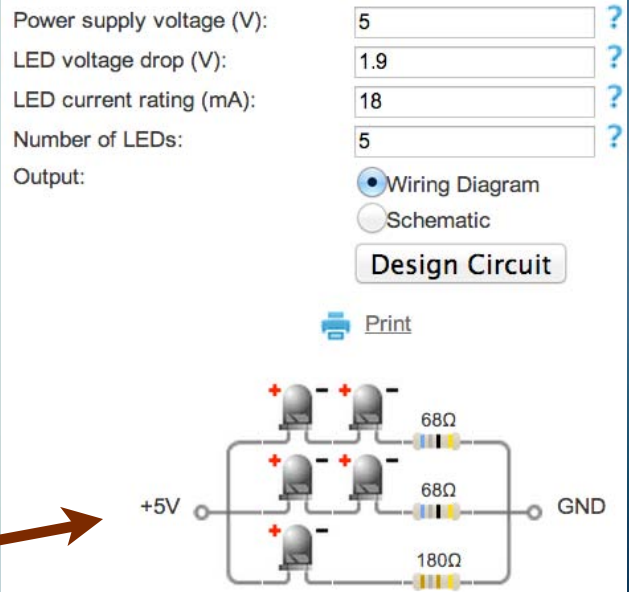 Power supply voltage (V): 5 ?
LED voltage drop (V): 1.9 ?
LED current rating (mA): 18 ?
Number of LEDs: 5 ?
Output: Wiring Diagram
Schematic
Design Circuit
Print
+ - + -
68Ω
+ - + -
68Ω
+5V GND
+ -
180Ω